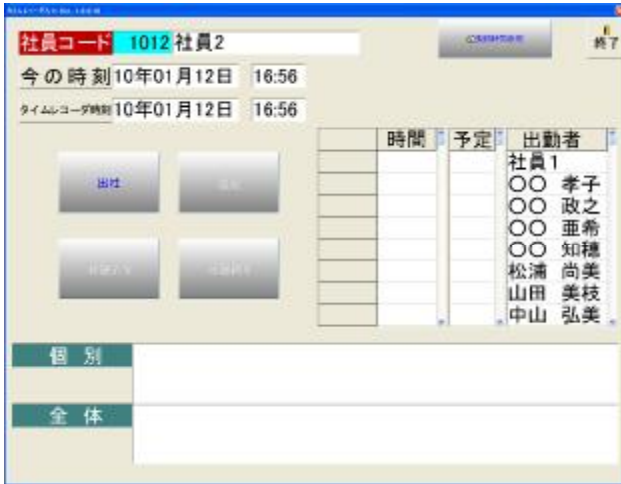 社員コード 1012 社員2
終了
今の時刻 10年01月12日 16:56
タイムレコーダ時刻 10年01月12日 16:56
時間 予定 出勤者
社員1
〇〇 孝子
〇〇 政之
〇〇 亜希
〇〇 知穂
松浦 尚美
山田 美枝
中山 弘美
出社
個別
全体